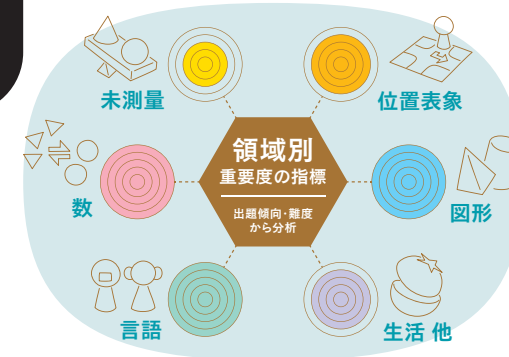 未測量
位置表象
領域別
重要度の指標
出題傾向・難度
から分析
数
図形
言語
生活 他